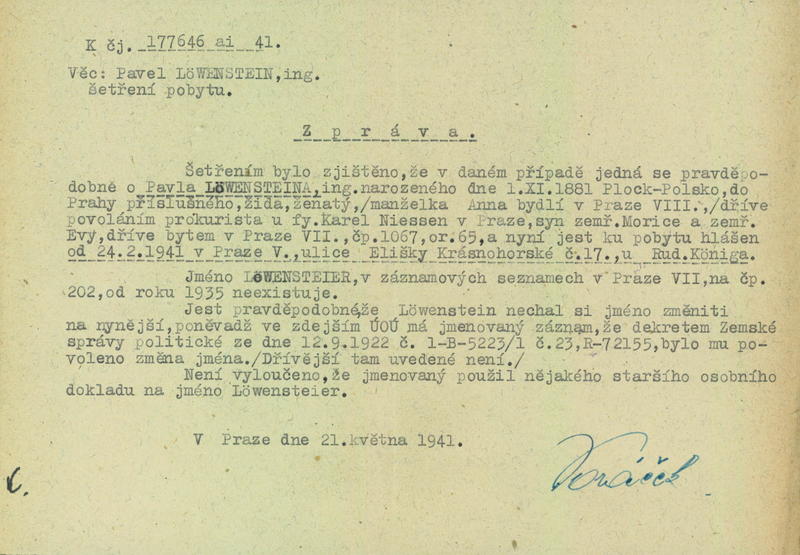 K čj. 177646 ai 41.
Věc: Pavel LÖWENSTEIN,ing.
šetření pobytu.
Z p r á v a .
Šetřením bylo zjištěno,že v daném případě jedná se pravděpo-
dobně o Pavla LÖWENSTEINA,ing.narozeného dne 1.XI.1881 Plock-Polsko,do
Prahy příslušného,žida,ženatý,/manželka Anna bydlí v Praze VIII.,/dříve
povoláním prokurista u fy.Karel Niessen v Praze,syn zemř.Morice a zemř.
Evy,dříve bytem v Praze VII.,čp.1067,or.65,a nyní jest ku pobytu hlášen
od 24.2.1941 v Praze V.,ulice Elišky Krásnohorské č.17.,u Rud.Königa.
Jméno LÖWENSTEIER,v záznamových seznamech v Praze VII,na čp.
202,od roku 1935 neexistuje.
Jest pravděpodobné,že Löwenstein nechal si jméno změniti
na nynější,poněvadž ve zdejším ÚOÚ má jmenovaný záznam,že dekretem Zemské
správy politické ze dne 12.9.1922 č. 1-B-5223/1 č.23,R-72155,bylo mu po-
voleno změna jména./Dřívější tam uvedené není./
Není vyloučeno,že jmenovaný použil nějakého staršího osobního
dokladu na jméno Löwensteier.
V Praze dne 21.května 1941.